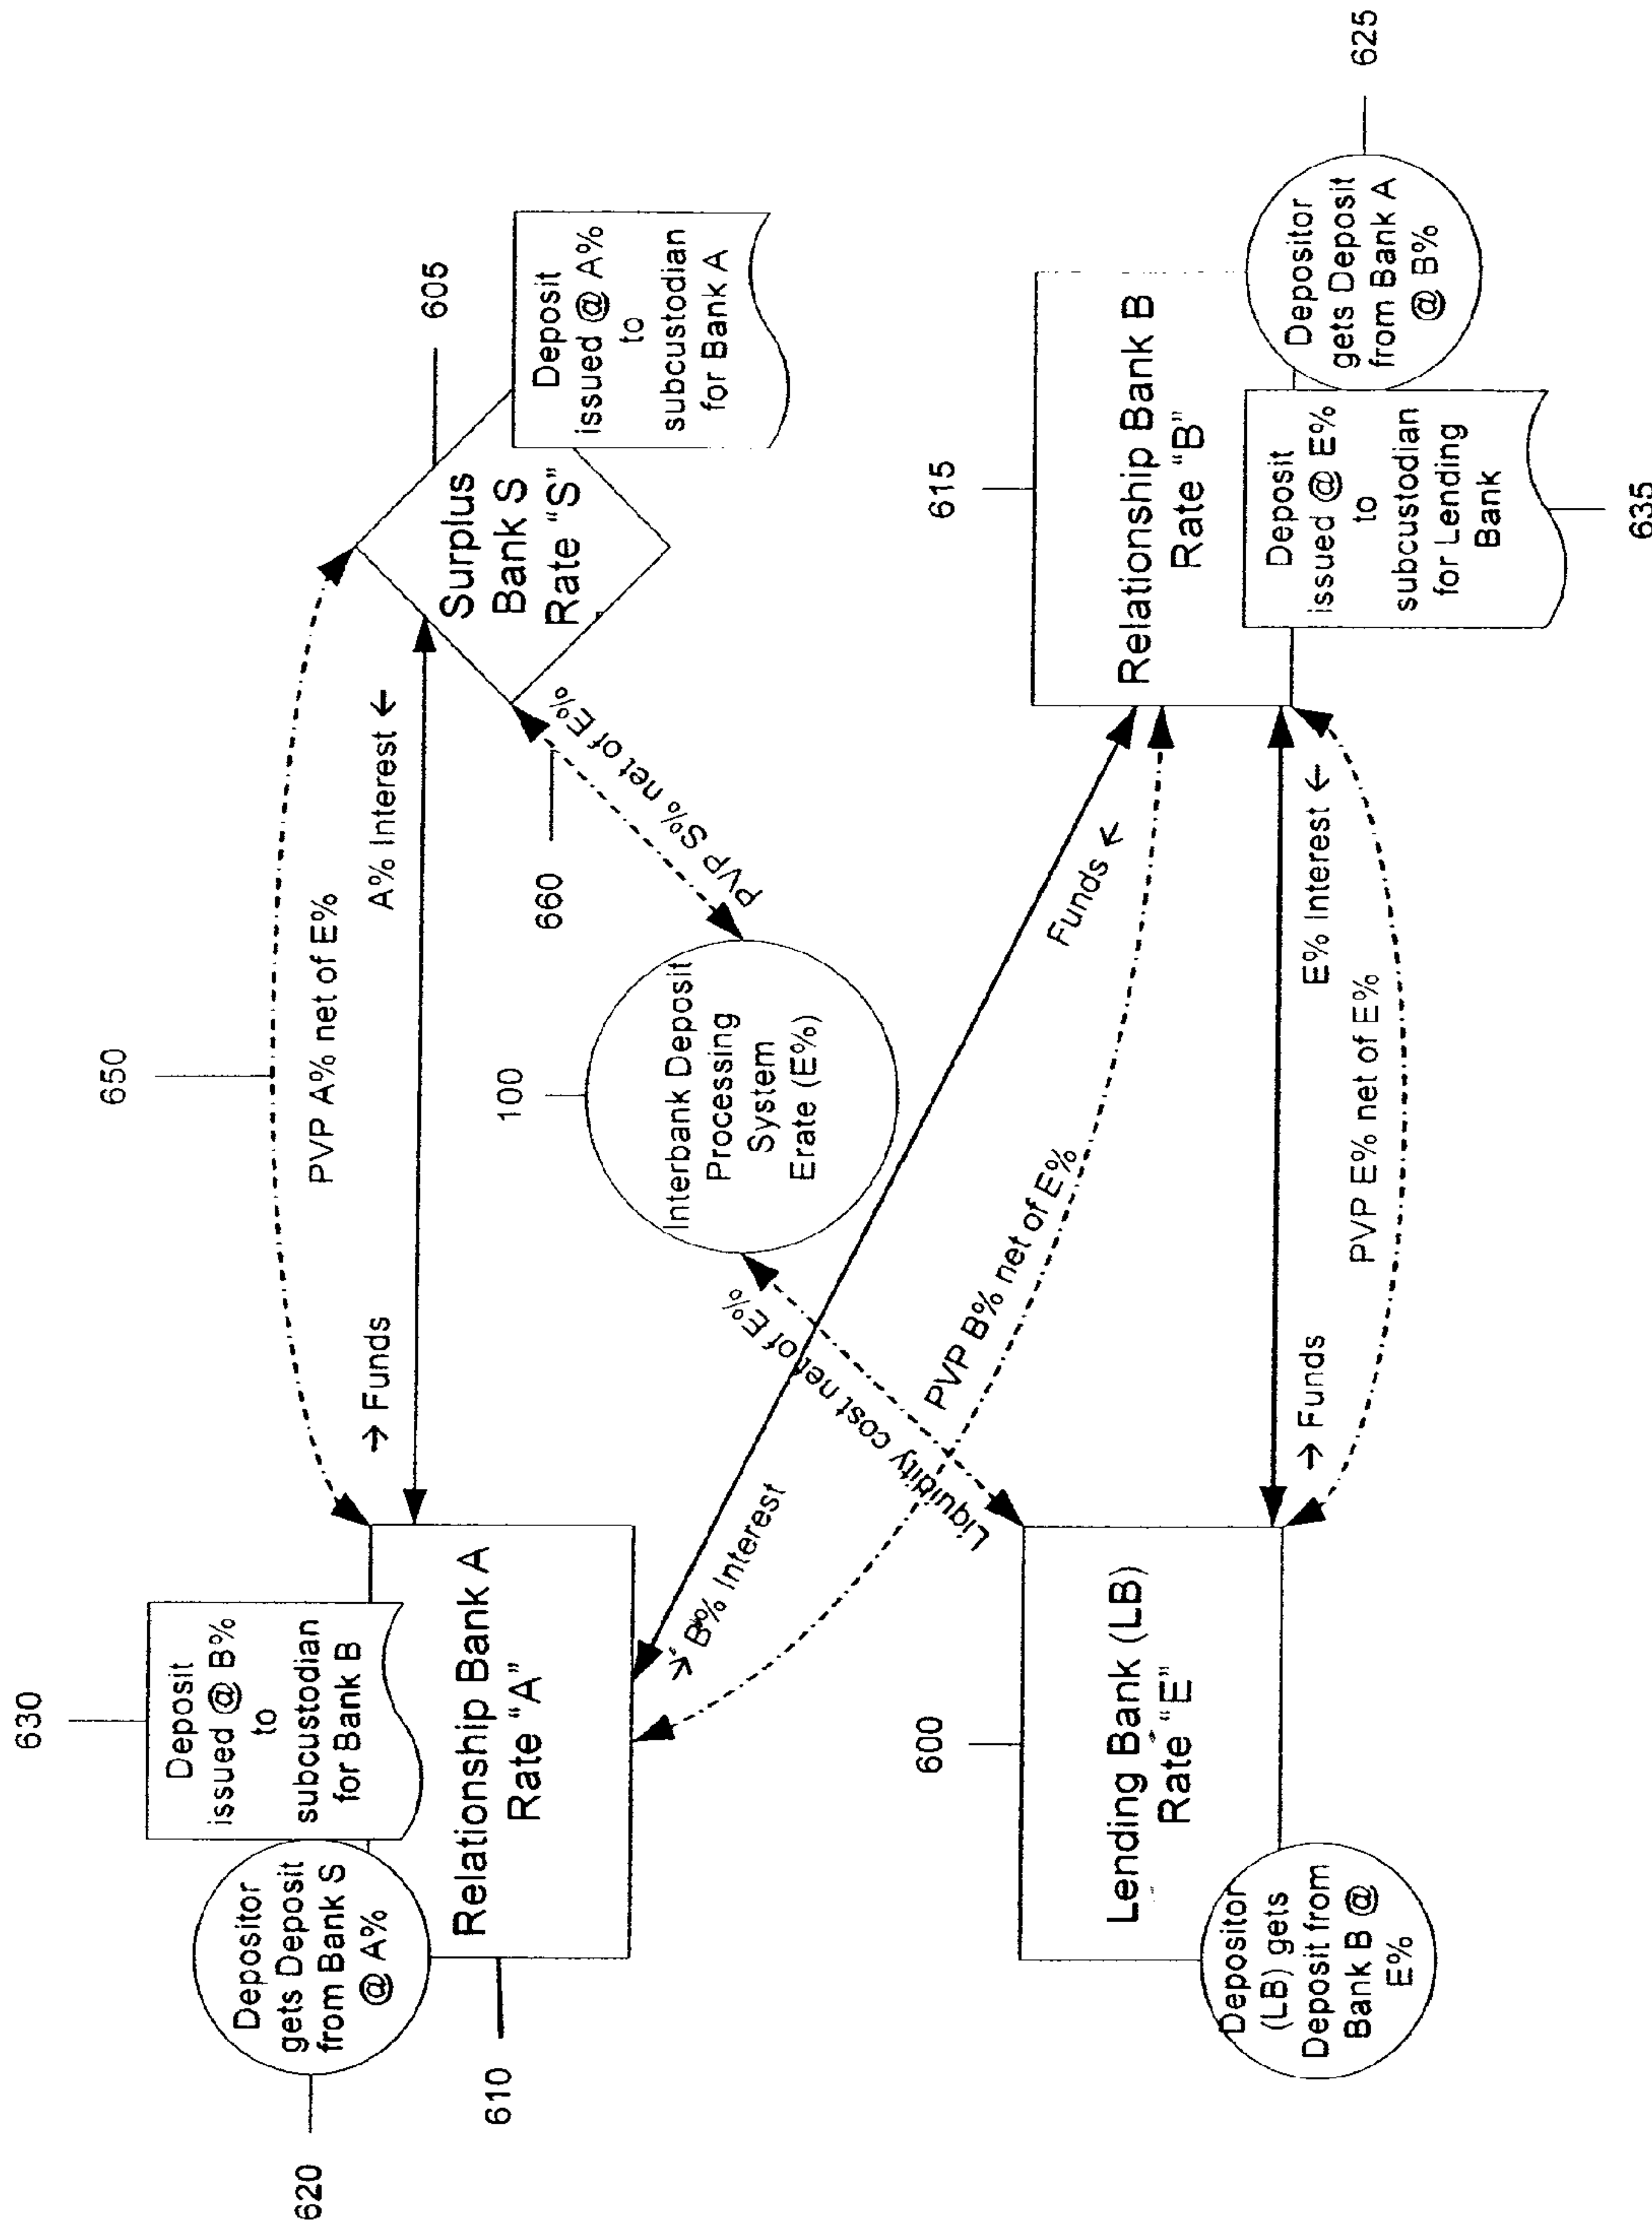 630
Deposit
issued @ B%
to
subcustodian
for Bank B
620
Depositor
gets Deposit
from Bank S
@ A%
610
Relationship Bank A
Rate "A"
650
PVP A% net of E%
→ Funds
A% Interest ←
605
Surplus
Bank S
Rate "S"
Deposit
issued @ A%
to
subcustodian
for Bank A
660
PVP S% net of E%
100
Interbank Deposit
Processing
System
Erate (E%)
Liquidity cost net of E%
→ B% Interest
Funds ←
PVP B% net of E%
600
Lending Bank (LB)
Rate "E"
Depositor
(LB) gets
Deposit from
Bank B @
E%
→ Funds
E% Interest ←
PVP E% net of E%
615
Relationship Bank B
Rate "B"
Deposit
issued @ E%
to
subcustodian
for Lending
Bank
635
Depositor
gets Deposit
from Bank A
@ B%
625